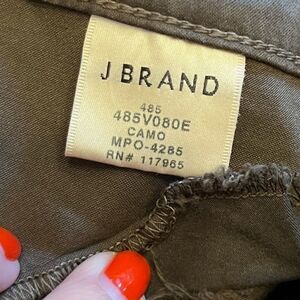 J BRAND
485
485V080E
CAMO
MPO-4285
RN# 117965